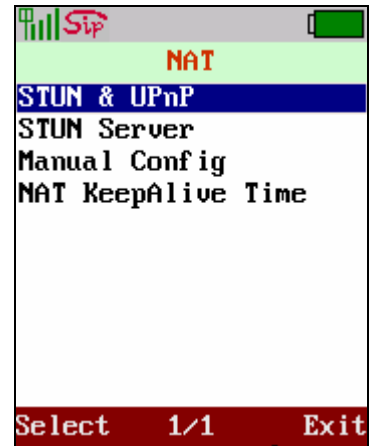 Sip
NAT
STUN & UPnP
STUN Server
Manual Config
NAT KeepAlive Time
Select 1/1 Exit